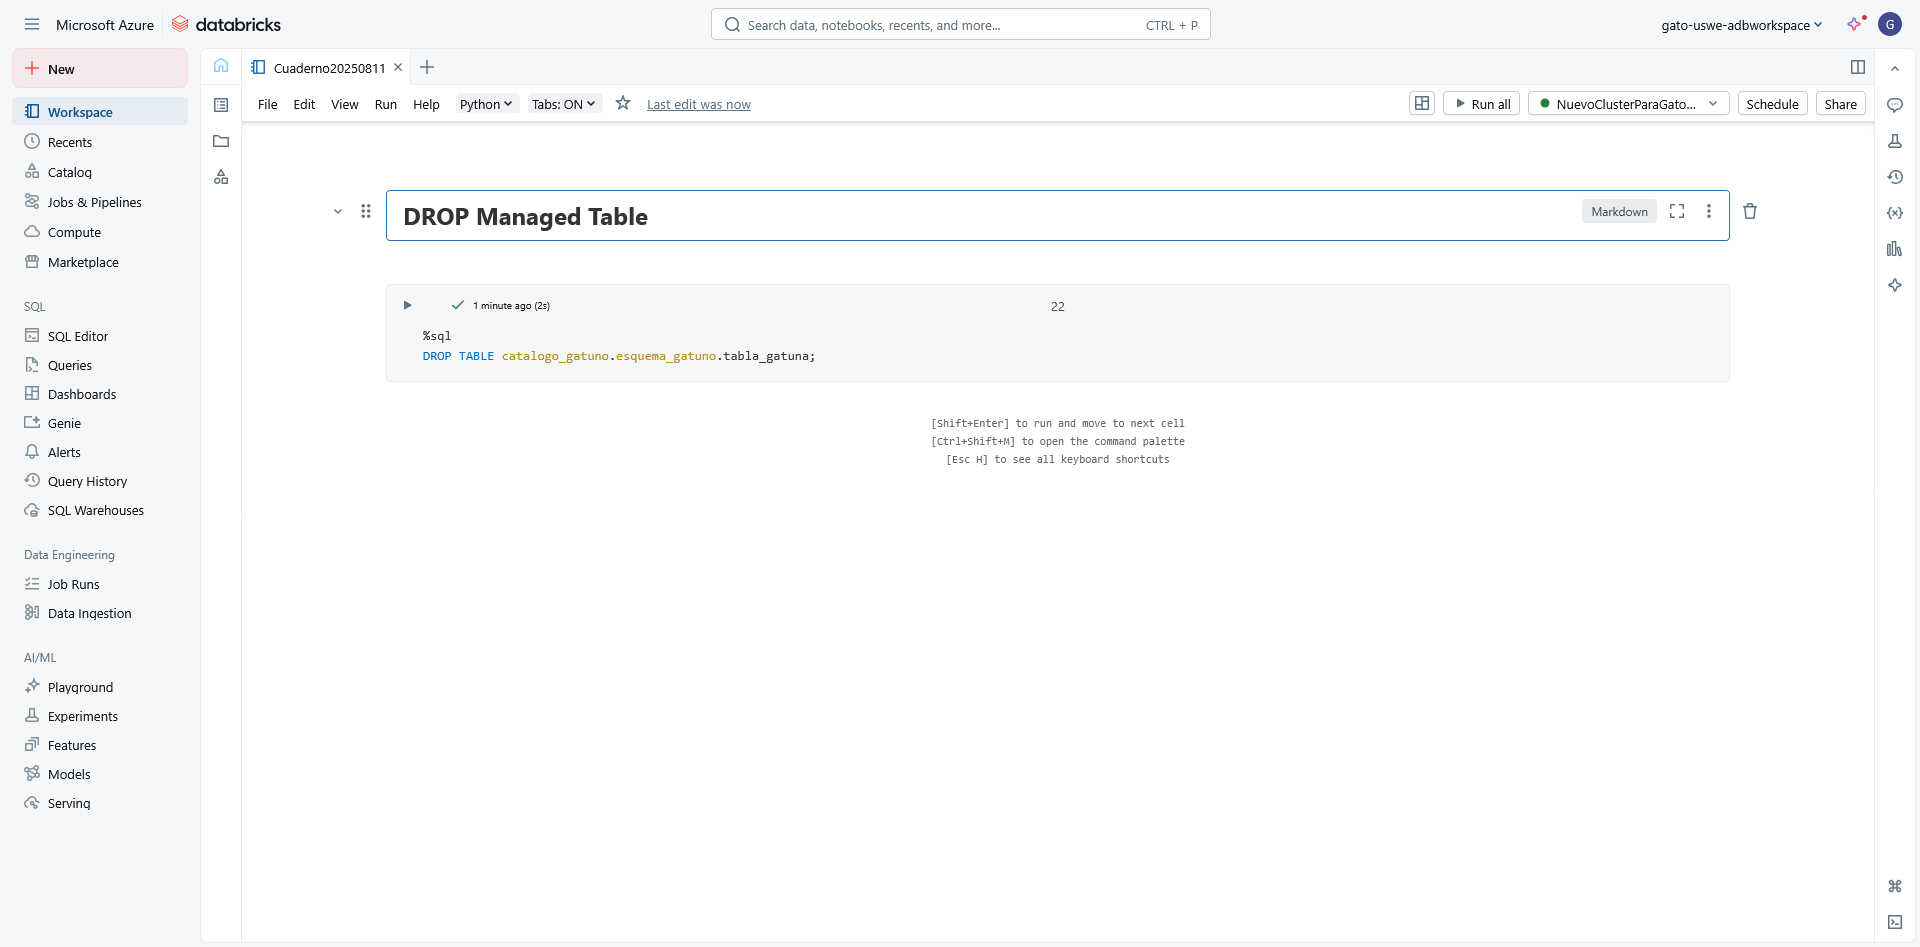 Microsoft Azure
databricks
Search data, notebooks, recents, and more...
CTRL + P
gato-uswe-adbworkspace
G
New
Workspace
Recents
Catalog
Jobs & Pipelines
Compute
Marketplace
SQL
SQL Editor
Queries
Dashboards
Genie
Alerts
Query History
SQL Warehouses
Data Engineering
Job Runs
Data Ingestion
AI/ML
Playground
Experiments
Features
Models
Serving
Cuaderno20250811
File Edit View Run Help Python Tabs: ON Last edit was now
Run all
NuevoClusterParaGato...
Schedule
Share
DROP Managed Table
Markdown
1 minute ago (2s)
22
%sql
DROP TABLE catalogo_gatuno.esquema_gatuno.tabla_gatuna;
[Shift+Enter] to run and move to next cell
[Ctrl+Shift+M] to open the command palette
[Esc H] to see all keyboard shortcuts